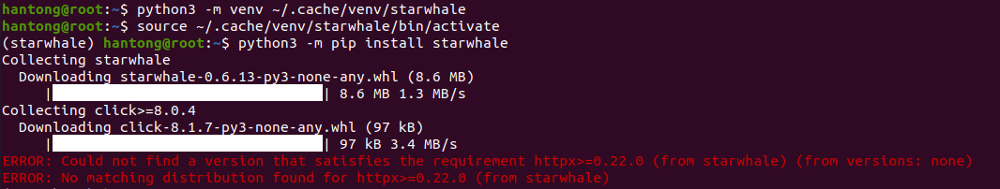 hantong@root:~$ python3 -m venv ~/.cache/venv/starwhale
hantong@root:~$ source ~/.cache/venv/starwhale/bin/activate
(starwhale) hantong@root:~$ python3 -m pip install starwhale
Collecting starwhale
  Downloading starwhale-0.6.13-py3-none-any.whl (8.6 MB)
     |████████████████████████████████| 8.6 MB 1.3 MB/s
Collecting click>=8.0.4
  Downloading click-8.1.7-py3-none-any.whl (97 kB)
     |████████████████████████████████| 97 kB 3.4 MB/s
ERROR: Could not find a version that satisfies the requirement httpx>=0.22.0 (from starwhale) (from versions: none)
ERROR: No matching distribution found for httpx>=0.22.0 (from starwhale)